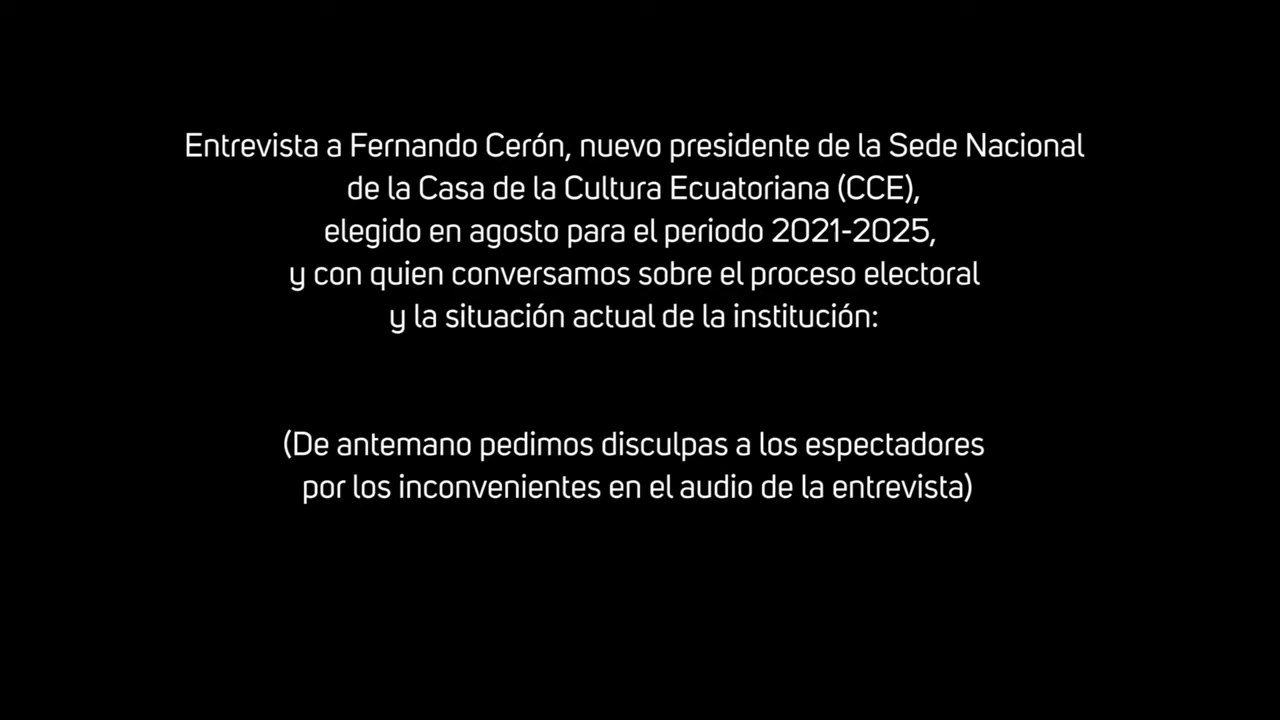 Entrevista a Fernando Cerón, nuevo presidente de la Sede Nacional
de la Casa de la Cultura Ecuatoriana (CCE),
elegido en agosto para el periodo 2021-2025,
y con quien conversamos sobre el proceso electoral
y la situación actual de la institución:
(De antemano pedimos disculpas a los espectadores
por los inconvenientes en el audio de la entrevista)